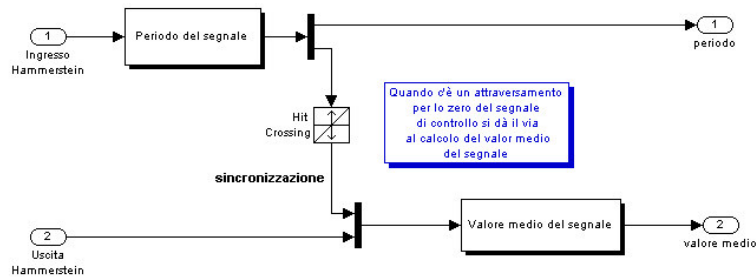 1
Ingresso
Hammerstein
Periodo del segnale
1
periodo
Hit
Crossing
Quando c'è un attraversamento
per lo zero del segnale
di controllo si dà il via
al calcolo del valor medio
del segnale
sincronizzazione
2
Uscita
Hammerstein
Valore medio del segnale
2
valore medio